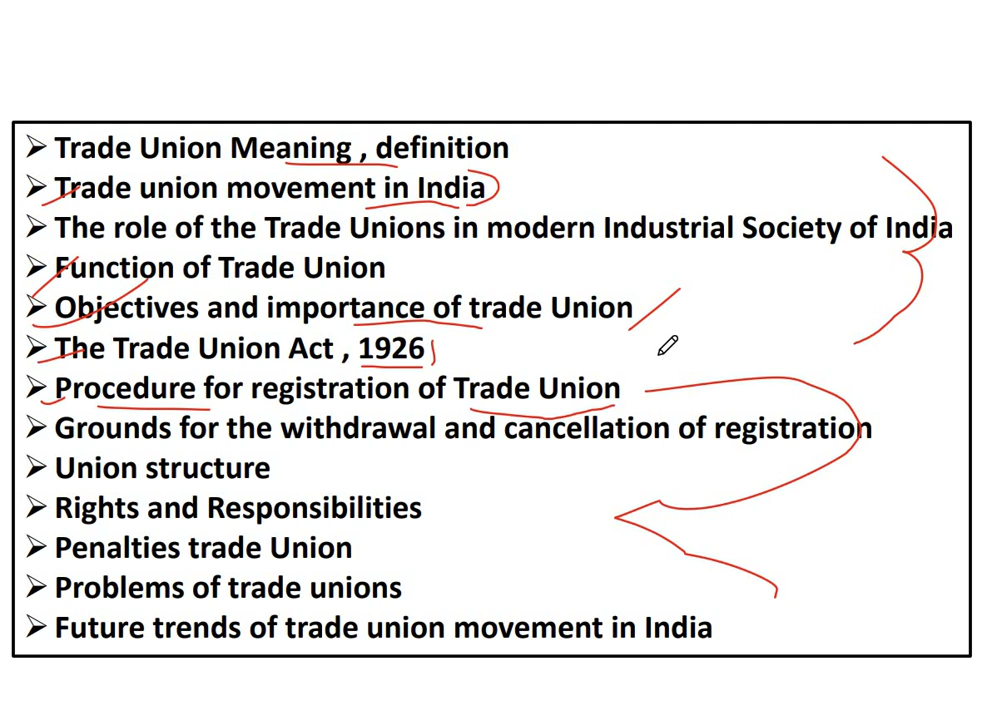 ➢ Trade Union Meaning , definition
➢ Trade union movement in India
➢ The role of the Trade Unions in modern Industrial Society of India
➢ Function of Trade Union
➢ Objectives and importance of trade Union
➢ The Trade Union Act , 1926
➢ Procedure for registration of Trade Union
➢ Grounds for the withdrawal and cancellation of registration
➢ Union structure
➢ Rights and Responsibilities
➢ Penalties trade Union
➢ Problems of trade unions
➢ Future trends of trade union movement in India